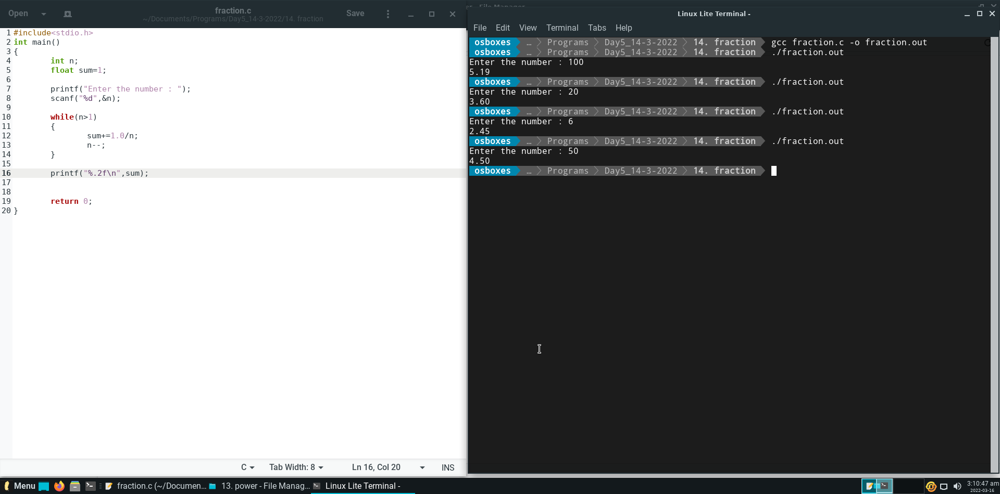 Open
fraction.c
~/Documents/Programs/Day5_14-3-2022/14. fraction
Save
1 #include<stdio.h>
2 int main()
3 {
4 int n;
5 float sum=1;
6
7 printf("Enter the number : ");
8 scanf("%d",&n);
9
10 while(n>1)
11 {
12 sum+=1.0/n;
13 n--;
14 }
15
16 printf("%.2f\n",sum);
17
18
19 return 0;
20 }
C Tab Width: 8 Ln 16, Col 20 INS
File Manager
Linux Lite Terminal -
File Edit View Terminal Tabs Help
osboxes … Programs Day5_14-3-2022 14. fraction gcc fraction.c -o fraction.out
osboxes … Programs Day5_14-3-2022 14. fraction ./fraction.out
Enter the number : 100
5.19
osboxes … Programs Day5_14-3-2022 14. fraction ./fraction.out
Enter the number : 20
3.60
osboxes … Programs Day5_14-3-2022 14. fraction ./fraction.out
Enter the number : 6
2.45
osboxes … Programs Day5_14-3-2022 14. fraction ./fraction.out
Enter the number : 50
4.50
osboxes … Programs Day5_14-3-2022 14. fraction
Menu fraction.c (~/Documen... 13. power - File Manag... Linux Lite Terminal - 3:10:47 am
2022-03-16